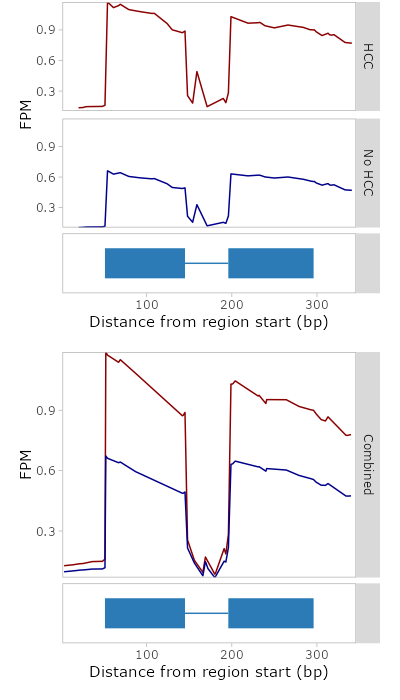 0.9
0.6
0.3
HCC
FPM
0.9
0.6
0.3
No HCC
100 200 300
Distance from region start (bp)
0.9
0.6
0.3
FPM
Combined
100 200 300
Distance from region start (bp)